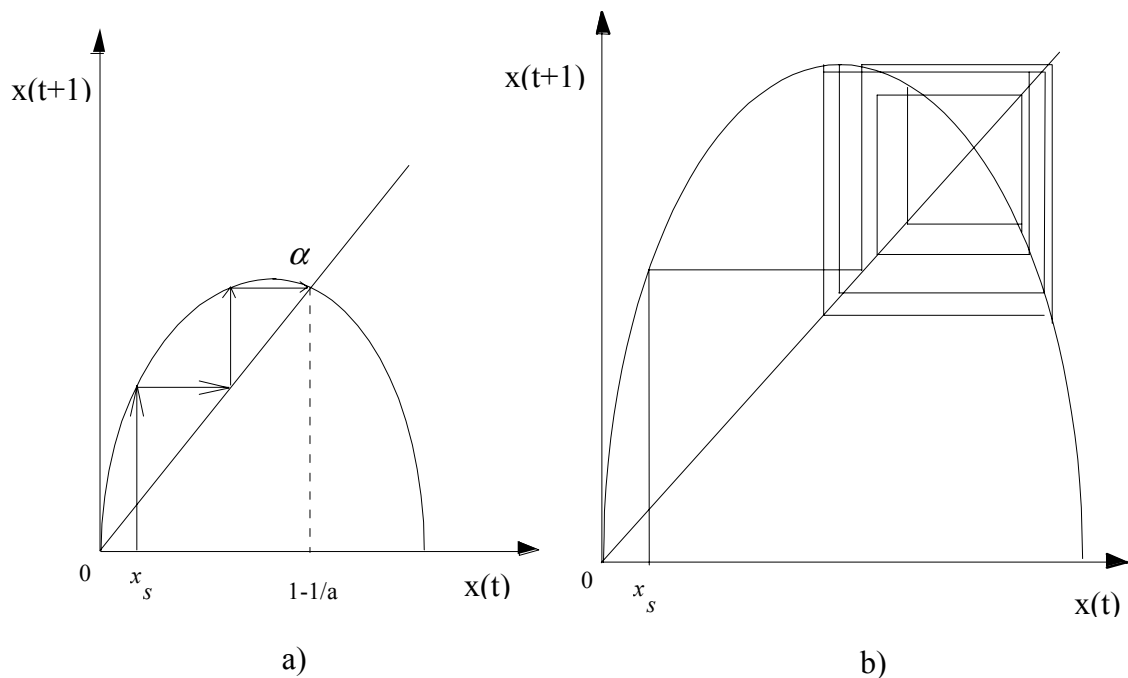 x(t+1)
α
0
x_s
1-1/a
x(t)
a)
x(t+1)
0
x_s
x(t)
b)